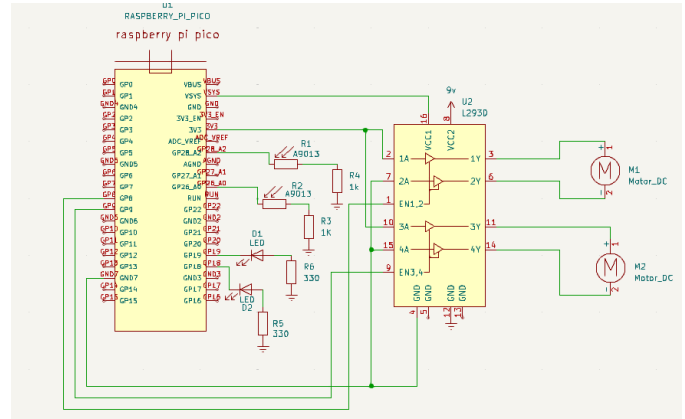 U1
RASPBERRY_PI_PICO
raspberry pi pico
GP0
GP1
GND4
GP2
GP3
GP4
GP5
GND5
GP6
GP7
GP8
GP9
GND6
GP10
GP11
GP12
GP13
GND7
GP14
GP15
VBUS
VSYS
GND
3V3_EN
3V3
ADC_VREF
GP28_A2
AGND
GP27_A1
GP26_A0
RUN
GP22
GND2
GP21
GP20
GP19
GP18
GND3
GP17
GP16
R1
A9013
R4
1k
R2
A9013
R3
1K
D1
LED
R6
330
LED
D2
R5
330
9v
U2
L293D
16
8
VCC1
VCC2
2
1A
1Y
3
7
2A
2Y
6
1
EN1,2
10
3A
3Y
11
15
4A
4Y
14
9
EN3,4
GND
GND
GND
GND
4
5
12
13
+
1
M
M1
Motor_DC
-
2
+
1
M
M2
Motor_DC
-
2